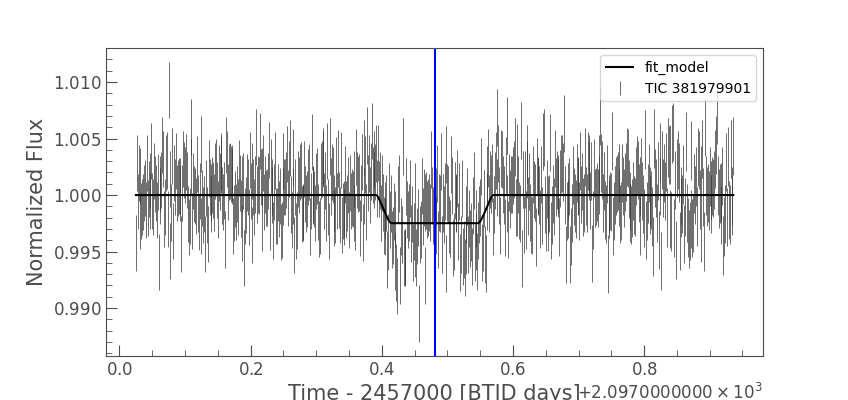 fit_model
TIC 381979901
Normalized Flux
1.010
1.005
1.000
0.995
0.990
0.0 0.2 0.4 0.6 0.8
Time - 2457000 [BTJD days]
+2.0970000000 × 10³